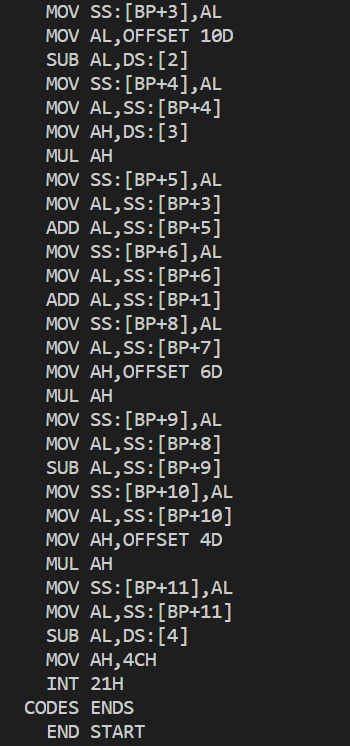 MOV SS:[BP+3],AL
MOV AL,OFFSET 10D
SUB AL,DS:[2]
MOV SS:[BP+4],AL
MOV AL,SS:[BP+4]
MOV AH,DS:[3]
MUL AH
MOV SS:[BP+5],AL
MOV AL,SS:[BP+3]
ADD AL,SS:[BP+5]
MOV SS:[BP+6],AL
MOV AL,SS:[BP+6]
ADD AL,SS:[BP+1]
MOV SS:[BP+8],AL
MOV AL,SS:[BP+7]
MOV AH,OFFSET 6D
MUL AH
MOV SS:[BP+9],AL
MOV AL,SS:[BP+8]
SUB AL,SS:[BP+9]
MOV SS:[BP+10],AL
MOV AL,SS:[BP+10]
MOV AH,OFFSET 4D
MUL AH
MOV SS:[BP+11],AL
MOV AL,SS:[BP+11]
SUB AL,DS:[4]
MOV AH,4CH
INT 21H
CODES ENDS
END START